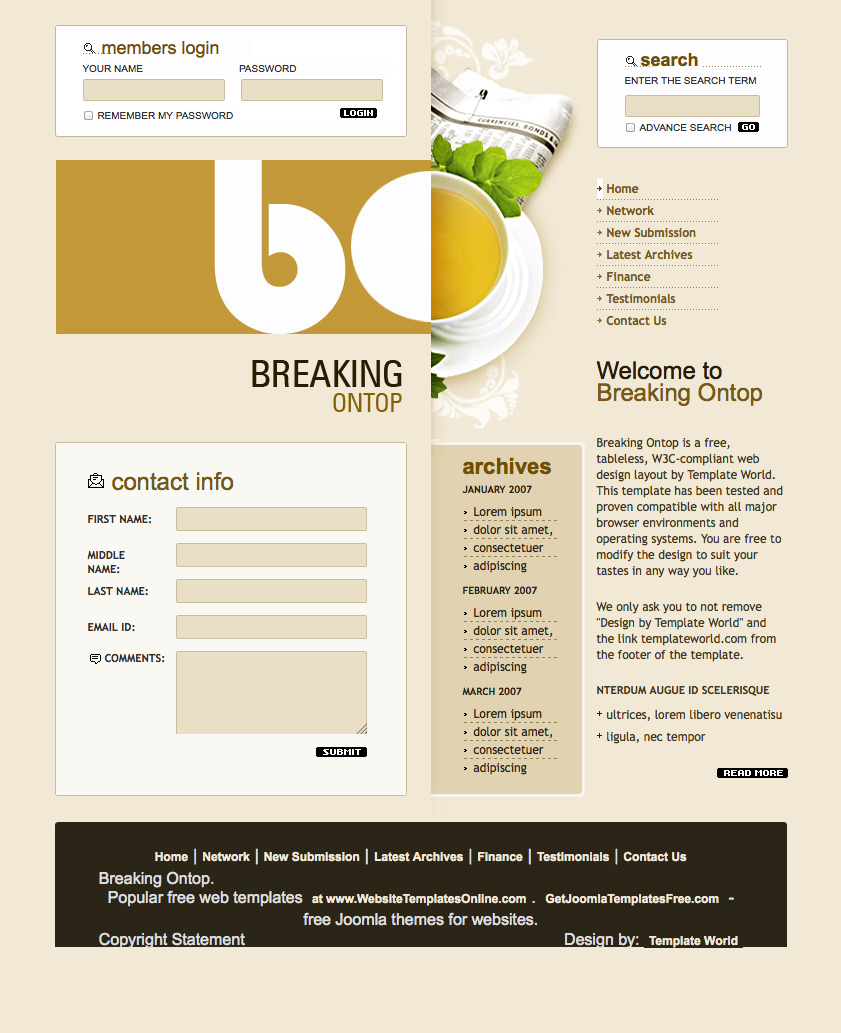 members login
YOUR NAME
PASSWORD
REMEMBER MY PASSWORD
LOGIN
CURRENCIES, BONDS &
search
ENTER THE SEARCH TERM
ADVANCE SEARCH
GO
bo
BREAKING
ONTOP
Home
Network
New Submission
Latest Archives
Finance
Testimonials
Contact Us
Welcome to
Breaking Ontop
contact info
FIRST NAME:
MIDDLE
NAME:
LAST NAME:
EMAIL ID:
COMMENTS:
SUBMIT
archives
JANUARY 2007
Lorem ipsum
dolor sit amet,
consectetuer
adipiscing
FEBRUARY 2007
Lorem ipsum
dolor sit amet,
consectetuer
adipiscing
MARCH 2007
Lorem ipsum
dolor sit amet,
consectetuer
adipiscing
Breaking Ontop is a free,
tableless, W3C-compliant web
design layout by Template World.
This template has been tested and
proven compatible with all major
browser environments and
operating systems. You are free to
modify the design to suit your
tastes in any way you like.
We only ask you to not remove
"Design by Template World" and
the link templateworld.com from
the footer of the template.
NTERDUM AUGUE ID SCELERISQUE
ultrices, lorem libero venenatisu
ligula, nec tempor
READ MORE
Home | Network | New Submission | Latest Archives | Finance | Testimonials | Contact Us
Breaking Ontop.
Popular free web templates at www.WebsiteTemplatesOnline.com . GetJoomlaTemplatesFree.com -
free Joomla themes for websites.
Copyright Statement
Design by: Template World